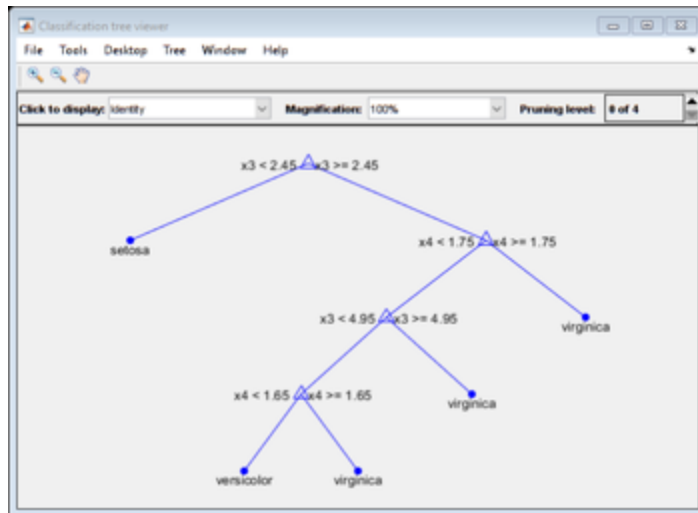 Classification tree viewer
File Tools Desktop Tree Window Help
Click to display: Identity Magnification: 100% Pruning level: 0 of 4
x3 < 2.45 x3 >= 2.45
setosa
x4 < 1.75 x4 >= 1.75
x3 < 4.95 x3 >= 4.95
virginica
x4 < 1.65 x4 >= 1.65
virginica
versicolor virginica